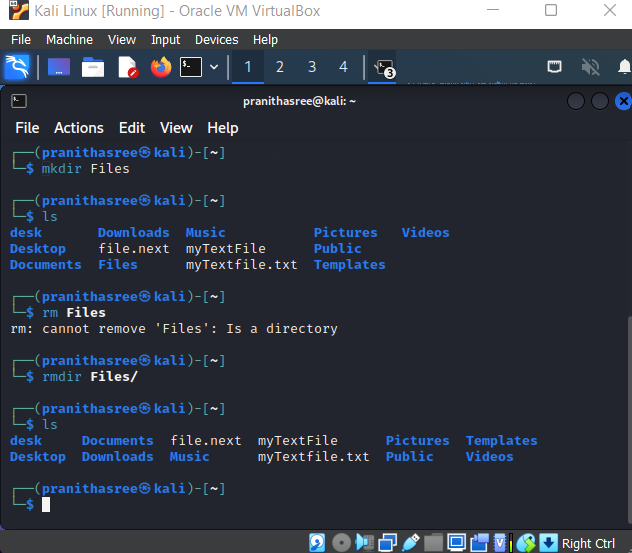 Kali Linux [Running] - Oracle VM VirtualBox
File Machine View Input Devices Help
1 2 3 4 3
pranithasree@kali: ~
File Actions Edit View Help
┌──(pranithasree㉿kali)-[~]
└─$ mkdir Files
┌──(pranithasree㉿kali)-[~]
└─$ ls
desk Downloads Music Pictures Videos
Desktop file.next myTextFile Public
Documents Files myTextfile.txt Templates
┌──(pranithasree㉿kali)-[~]
└─$ rm Files
rm: cannot remove 'Files': Is a directory
┌──(pranithasree㉿kali)-[~]
└─$ rmdir Files/
┌──(pranithasree㉿kali)-[~]
└─$ ls
desk Documents file.next myTextFile Pictures Templates
Desktop Downloads Music myTextfile.txt Public Videos
┌──(pranithasree㉿kali)-[~]
└─$
Right Ctrl